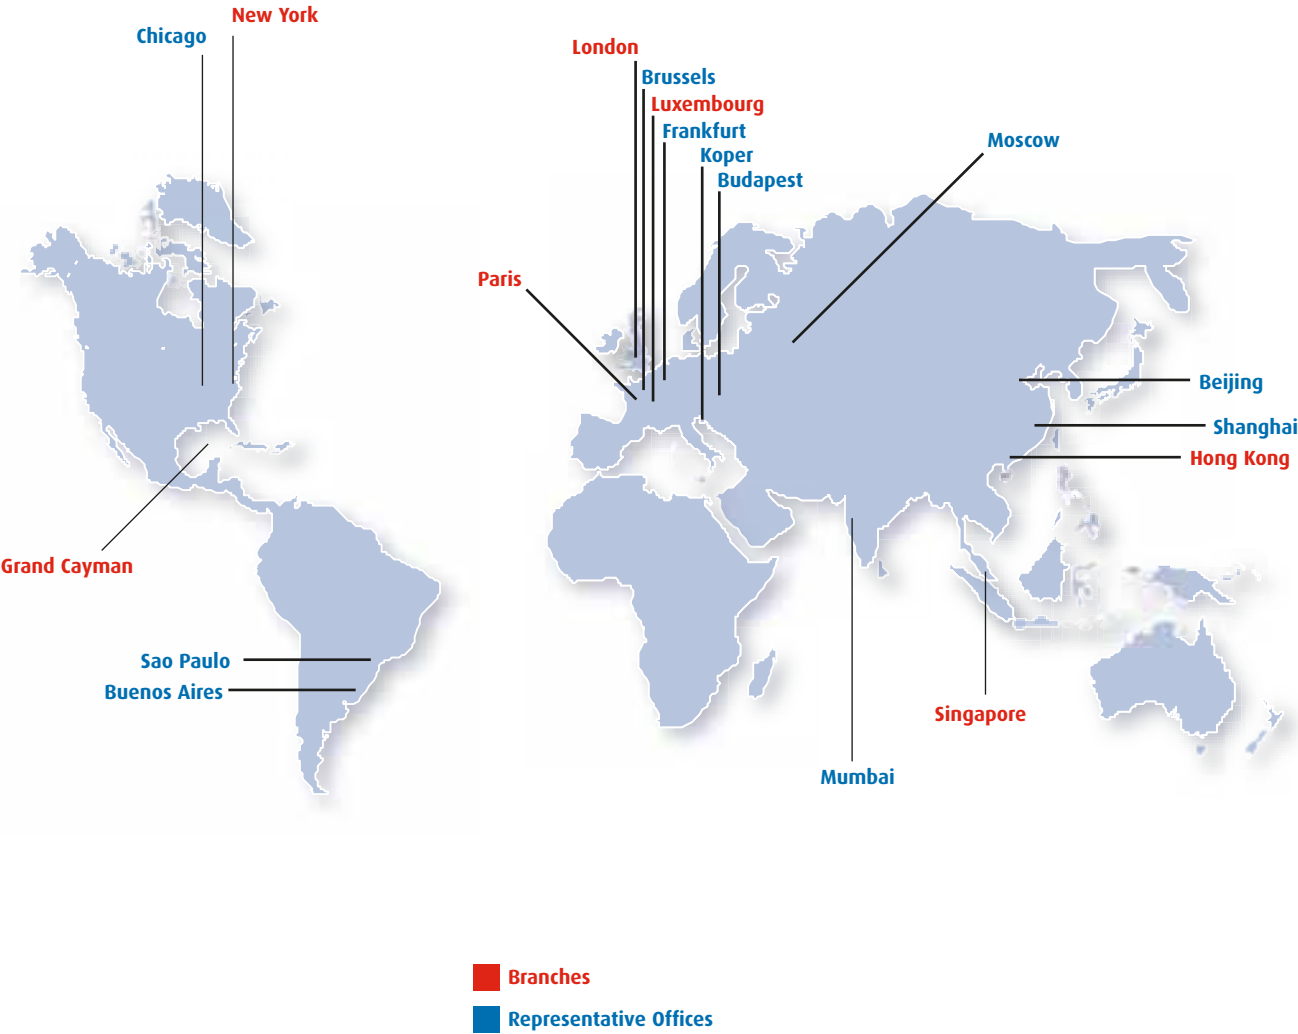 New York
Chicago
London
Brussels
Luxembourg
Frankfurt
Moscow
Koper
Budapest
Paris
Beijing
Shanghai
Hong Kong
Grand Cayman
Sao Paulo
Buenos Aires
Singapore
Mumbai
Branches
Representative Offices